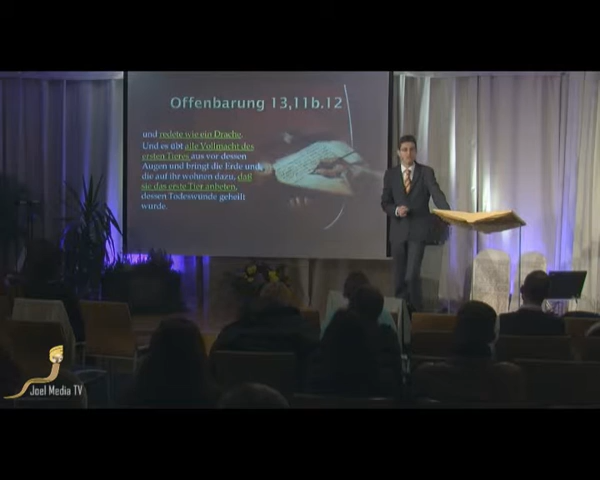 Offenbarung 13,11b.12
und redete wie ein Drache.
Und es übt alle Vollmacht des
ersten Tieres aus vor dessen
Augen und bringt die Erde und
die auf ihr wohnen dazu, daß
sie das erste Tier anbeten,
dessen Todeswunde geheilt
wurde.
Joel Media TV